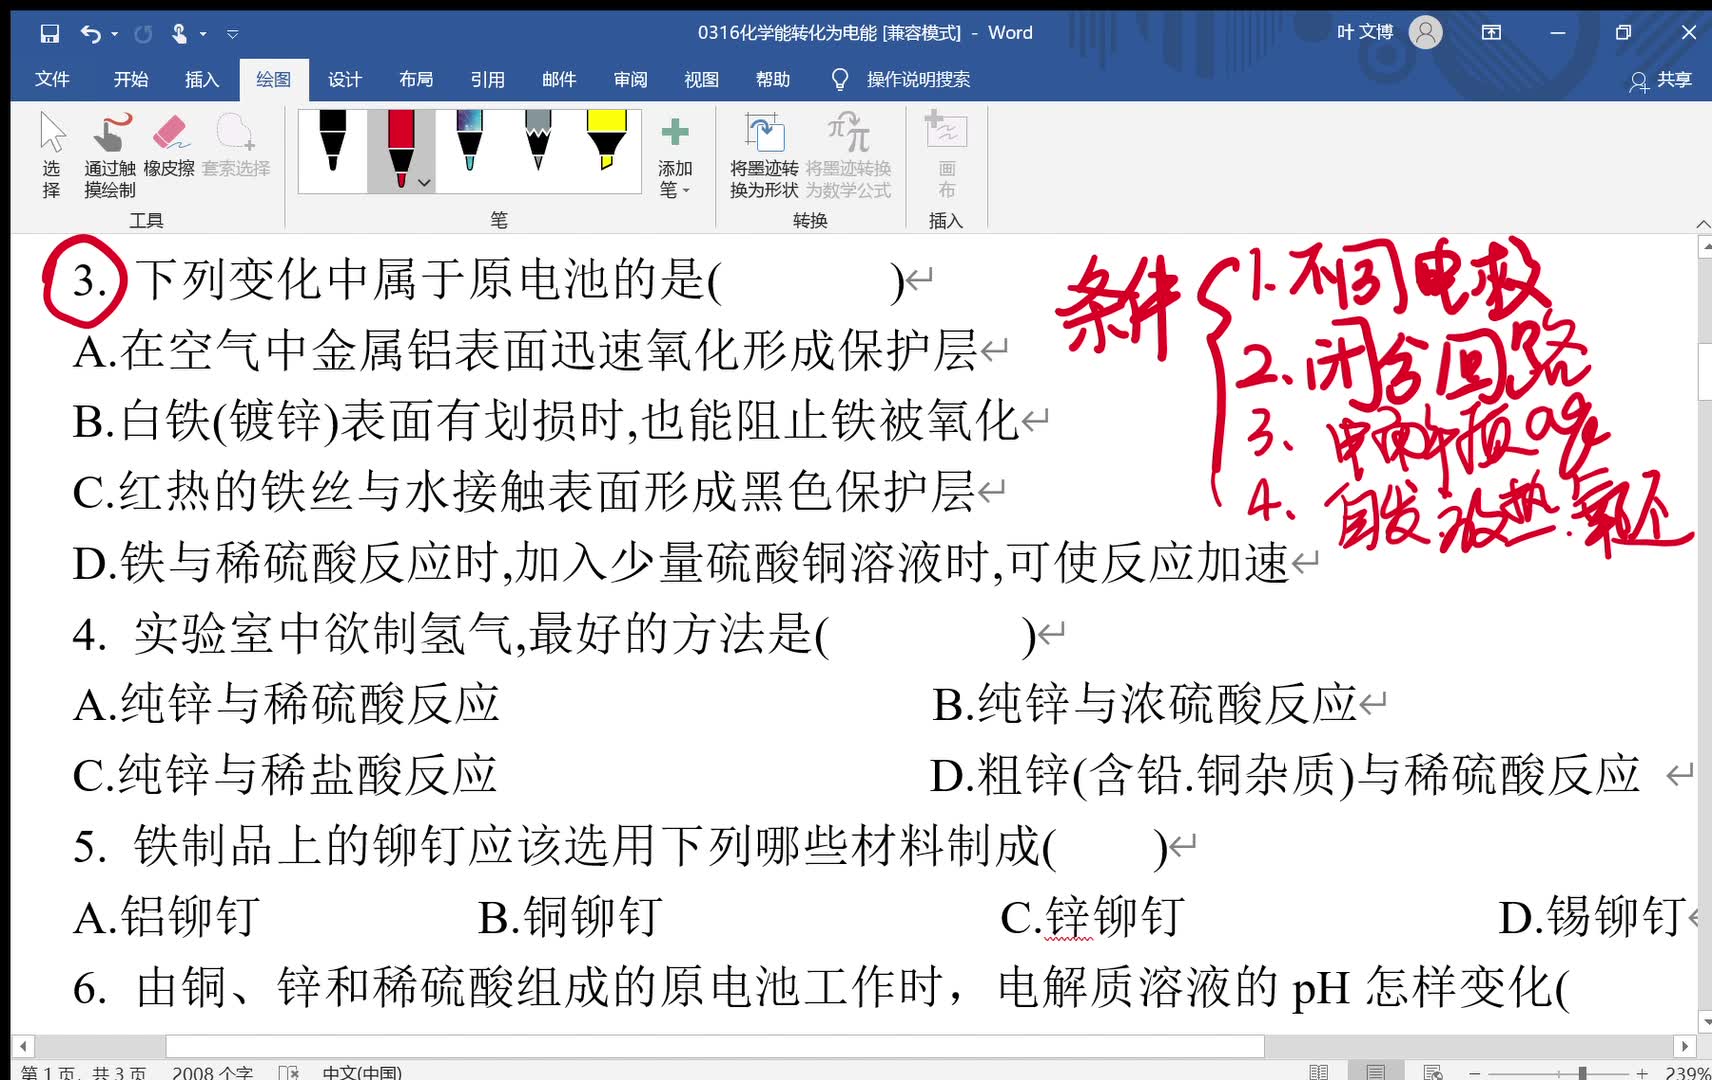 0316化学能转化为电能 [兼容模式] - Word
叶 文博
文件 开始 插入 绘图 设计 布局 引用 邮件 审阅 视图 帮助 操作说明搜索 共享
选择 通过触摸绘制 橡皮擦 套索选择 添加笔 将墨迹转换为形状 将墨迹转换为数学公式 画布
工具 笔 转换 插入
3. 下列变化中属于原电池的是( )
A.在空气中金属铝表面迅速氧化形成保护层
B.白铁(镀锌)表面有划损时,也能阻止铁被氧化
C.红热的铁丝与水接触表面形成黑色保护层
D.铁与稀硫酸反应时,加入少量硫酸铜溶液时,可使反应加速
条件
1.不同电极
2.闭合回路
3、电解质
4、自发 放热 氧还
4. 实验室中欲制氢气,最好的方法是( )
A.纯锌与稀硫酸反应 B.纯锌与浓硫酸反应
C.纯锌与稀盐酸反应 D.粗锌(含铅.铜杂质)与稀硫酸反应
5. 铁制品上的铆钉应该选用下列哪些材料制成( )
A.铝铆钉 B.铜铆钉 C.锌铆钉 D.锡铆钉
6. 由铜、锌和稀硫酸组成的原电池工作时，电解质溶液的 pH 怎样变化(
第 1 页，共 3 页 2008 个字 中文(中国) 239%